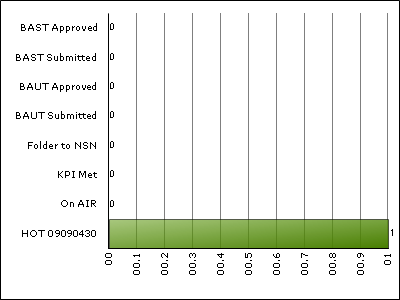 BAST Approved 0
BAST Submitted 0
BAUT Approved 0
BAUT Submitted 0
Folder to NSN 0
KPI Met 0
On AIR 0
HOT 09090430 1
00 00.1 00.2 00.3 00.4 00.5 00.6 00.7 00.8 00.9 01